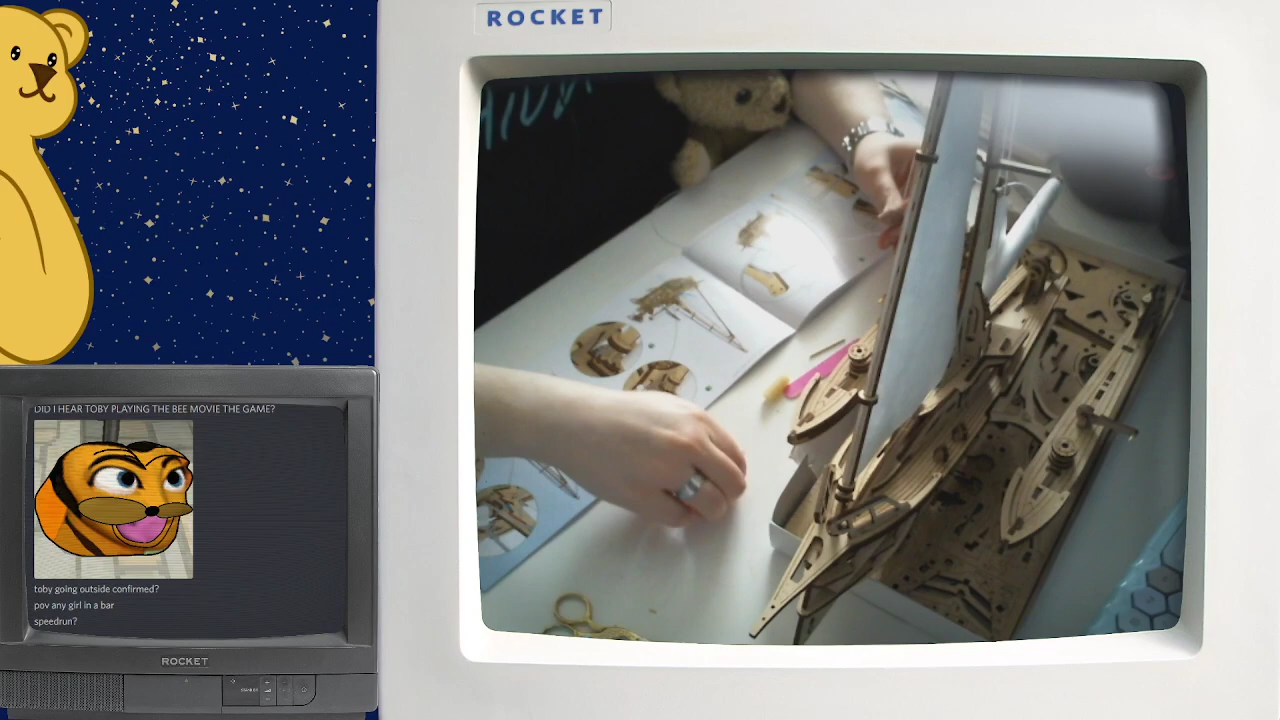 ROCKET
DID I HEAR TOBY PLAYING THE BEE MOVIE THE GAME?
toby going outside confirmed?
pov any girl in a bar
speedrun?
ROCKET